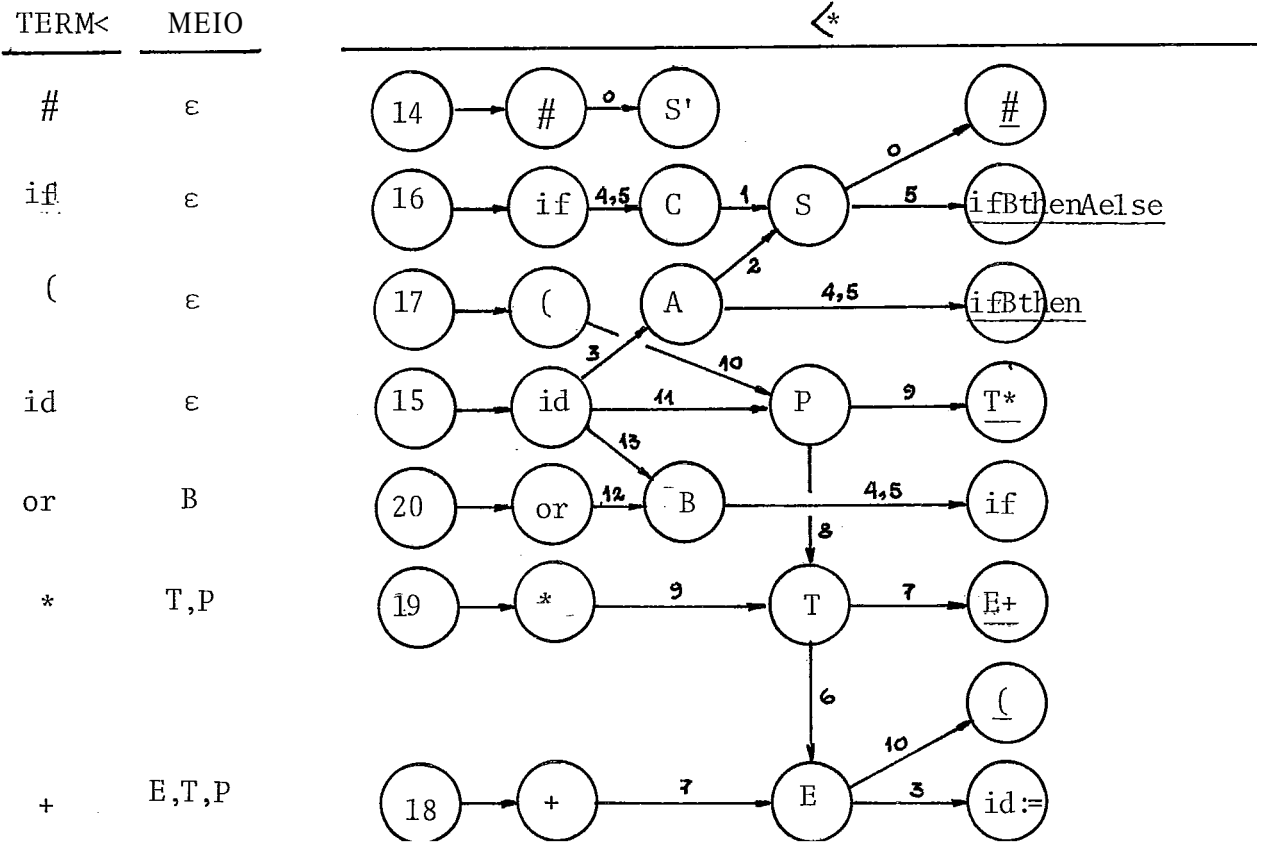 TERM< MEIO <*
# ε 14 # 0 S' #
0
if ε 16 if 4,5 C 1 S 5 ifBthenAelse
2
( ε 17 ( A 4,5 ifBthen
3 10
id ε 15 id 11 P 9 T*
13
or B 20 or 12 B 4,5 if
8
* T,P 19 * 9 T 7 E+
6 (
10
+ E,T,P 18 + 7 E 3 id:=